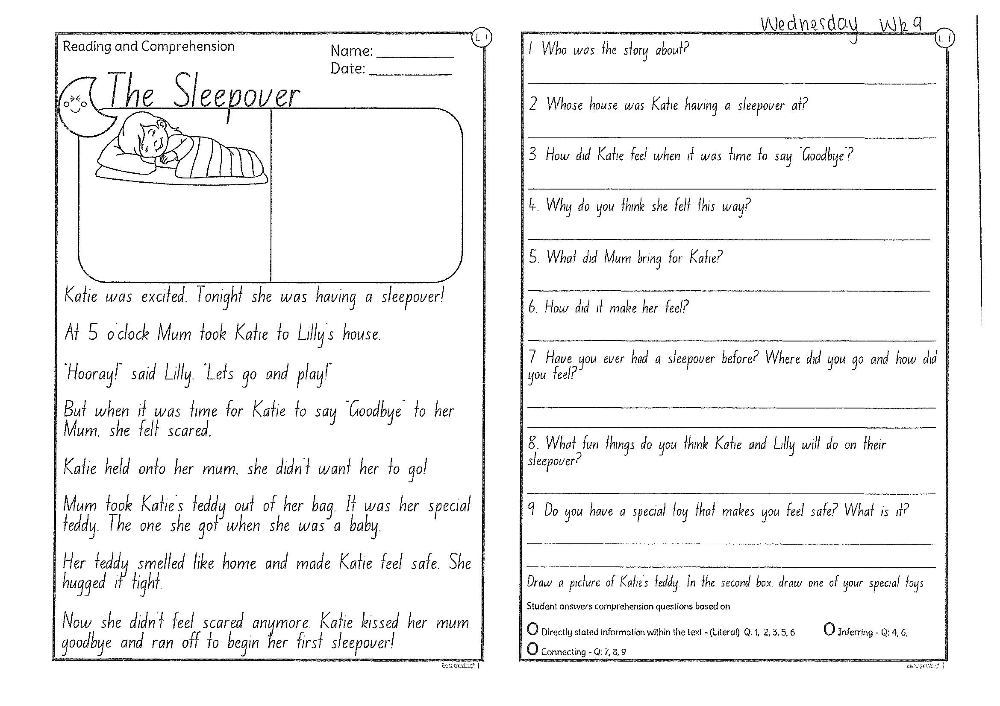 Wednesday Wk 9
L 1
Reading and Comprehension
Name:
Date:
The Sleepover
Katie was excited. Tonight she was having a sleepover!
At 5 o'clock Mum took Katie to Lilly's house.
"Hooray!" said Lilly. "Lets go and play!"
But when it was time for Katie to say "Goodbye" to her
Mum, she felt scared.
Katie held onto her mum, she didn't want her to go!
Mum took Katie's teddy out of her bag. It was her special
teddy. The one she got when she was a baby.
Her teddy smelled like home and made Katie feel safe. She
hugged it tight.
Now she didn't feel scared anymore. Katie kissed her mum
goodbye and ran off to begin her first sleepover!
L 1
1 Who was the story about?
2 Whose house was Katie having a sleepover at?
3 How did Katie feel when it was time to say "Goodbye"?
4. Why do you think she felt this way?
5. What did Mum bring for Katie?
6. How did it make her feel?
7 Have you ever had a sleepover before? Where did you go and how did
you feel?
8. What fun things do you think Katie and Lilly will do on their
sleepover?
9 Do you have a special toy that makes you feel safe? What is it?
Draw a picture of Katie's teddy. In the second box, draw one of your special toys
Student answers comprehension questions based on
Directly stated information within the text - (Literal) Q. 1, 2, 3, 5, 6
Inferring - Q: 4, 6,
Connecting - Q: 7, 8, 9